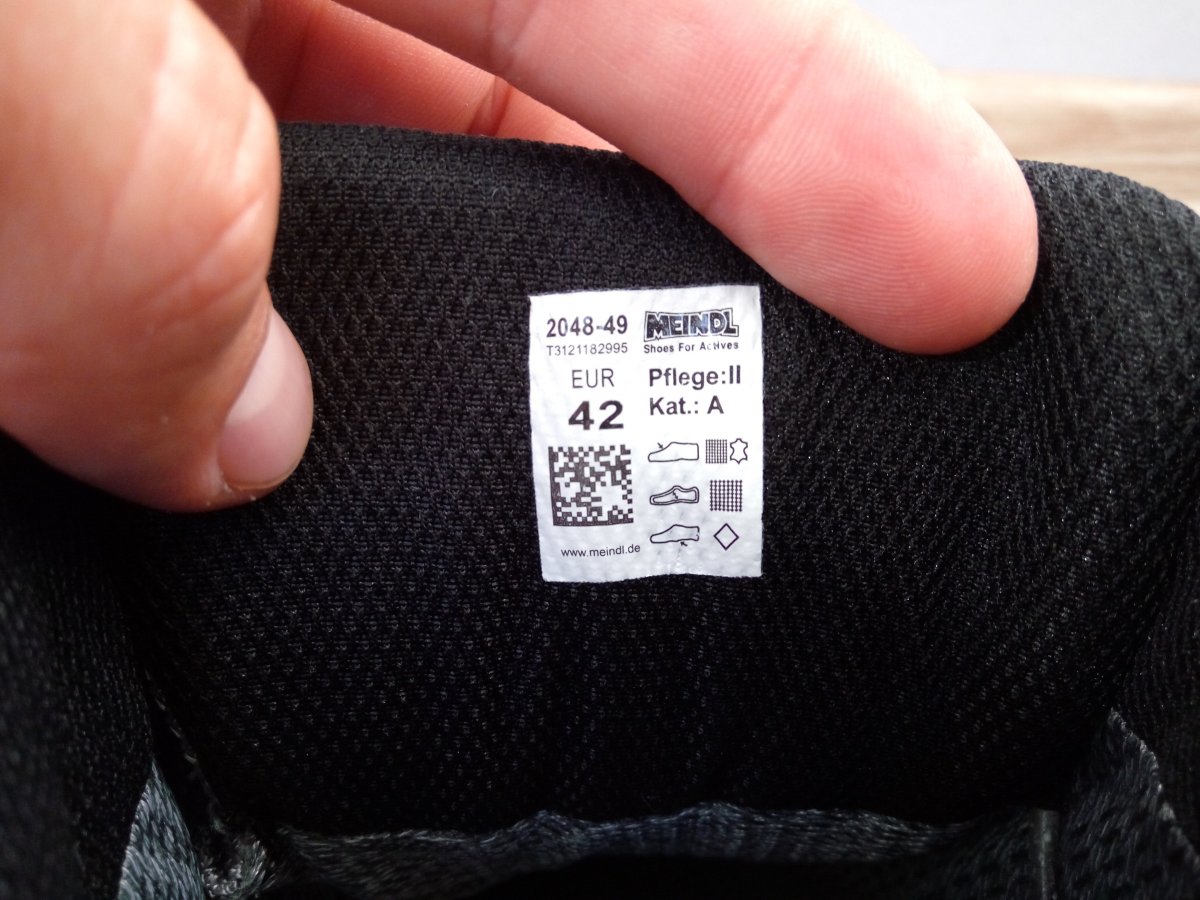 2048-49
T3121182995
EUR
42
www.meindl.de
MEINDL
Shoes For Actives
Pflege:II
Kat.: A